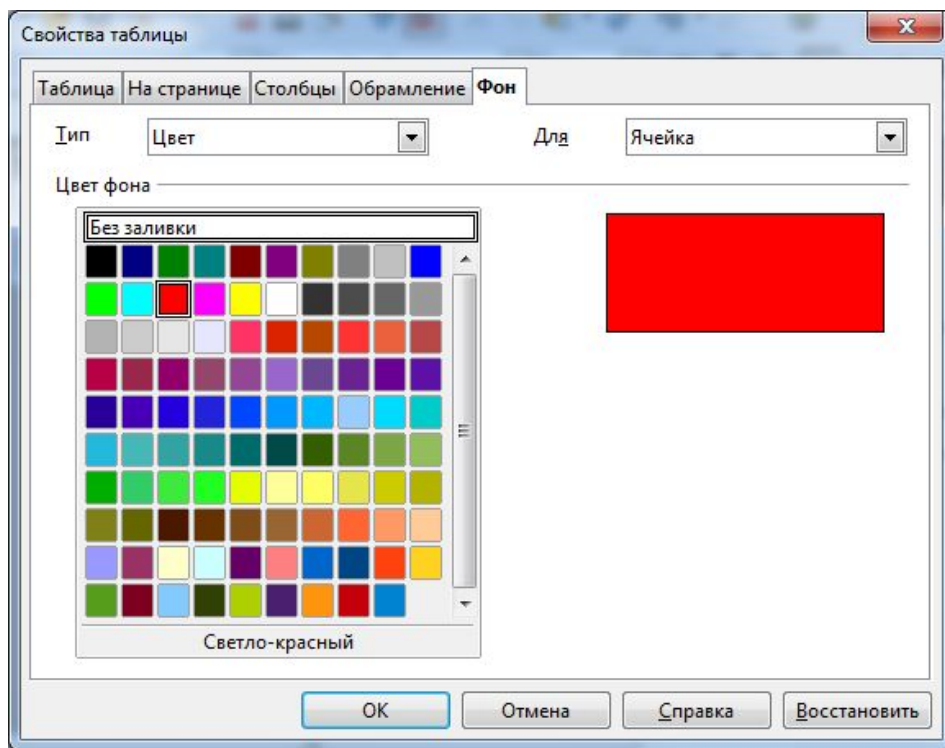 Свойства таблицы
Таблица На странице Столбцы Обрамление Фон
Тип Цвет Для Ячейка
Цвет фона
Без заливки
Светло-красный
ОК Отмена Справка Восстановить